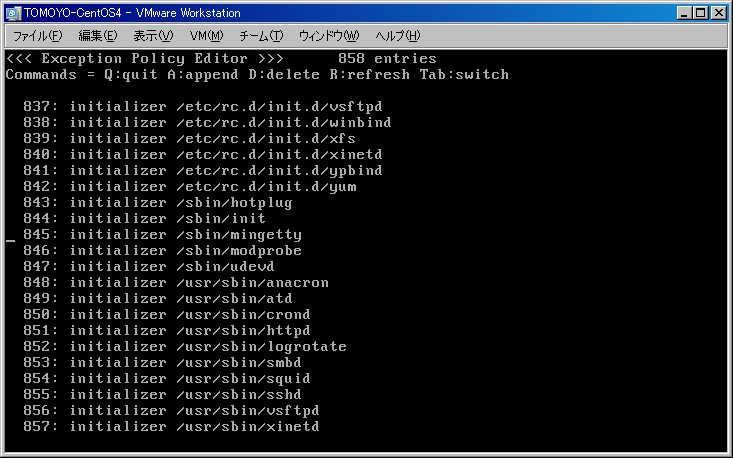 TOMOYO-CentOS4 - VMware Workstation
ファイル(F) 編集(E) 表示(V) VM(M) チーム(T) ウィンドウ(W) ヘルプ(H)
<<< Exception Policy Editor >>> 858 entries
Commands = Q:quit A:append D:delete R:refresh Tab:switch
837: initializer /etc/rc.d/init.d/vsftpd
838: initializer /etc/rc.d/init.d/winbind
839: initializer /etc/rc.d/init.d/xfs
840: initializer /etc/rc.d/init.d/xinetd
841: initializer /etc/rc.d/init.d/ypbind
842: initializer /etc/rc.d/init.d/yum
843: initializer /sbin/hotplug
844: initializer /sbin/init
845: initializer /sbin/mingetty
846: initializer /sbin/modprobe
847: initializer /sbin/udevd
848: initializer /usr/sbin/anacron
849: initializer /usr/sbin/atd
850: initializer /usr/sbin/crond
851: initializer /usr/sbin/httpd
852: initializer /usr/sbin/logrotate
853: initializer /usr/sbin/smbd
854: initializer /usr/sbin/squid
855: initializer /usr/sbin/sshd
856: initializer /usr/sbin/vsftpd
857: initializer /usr/sbin/xinetd